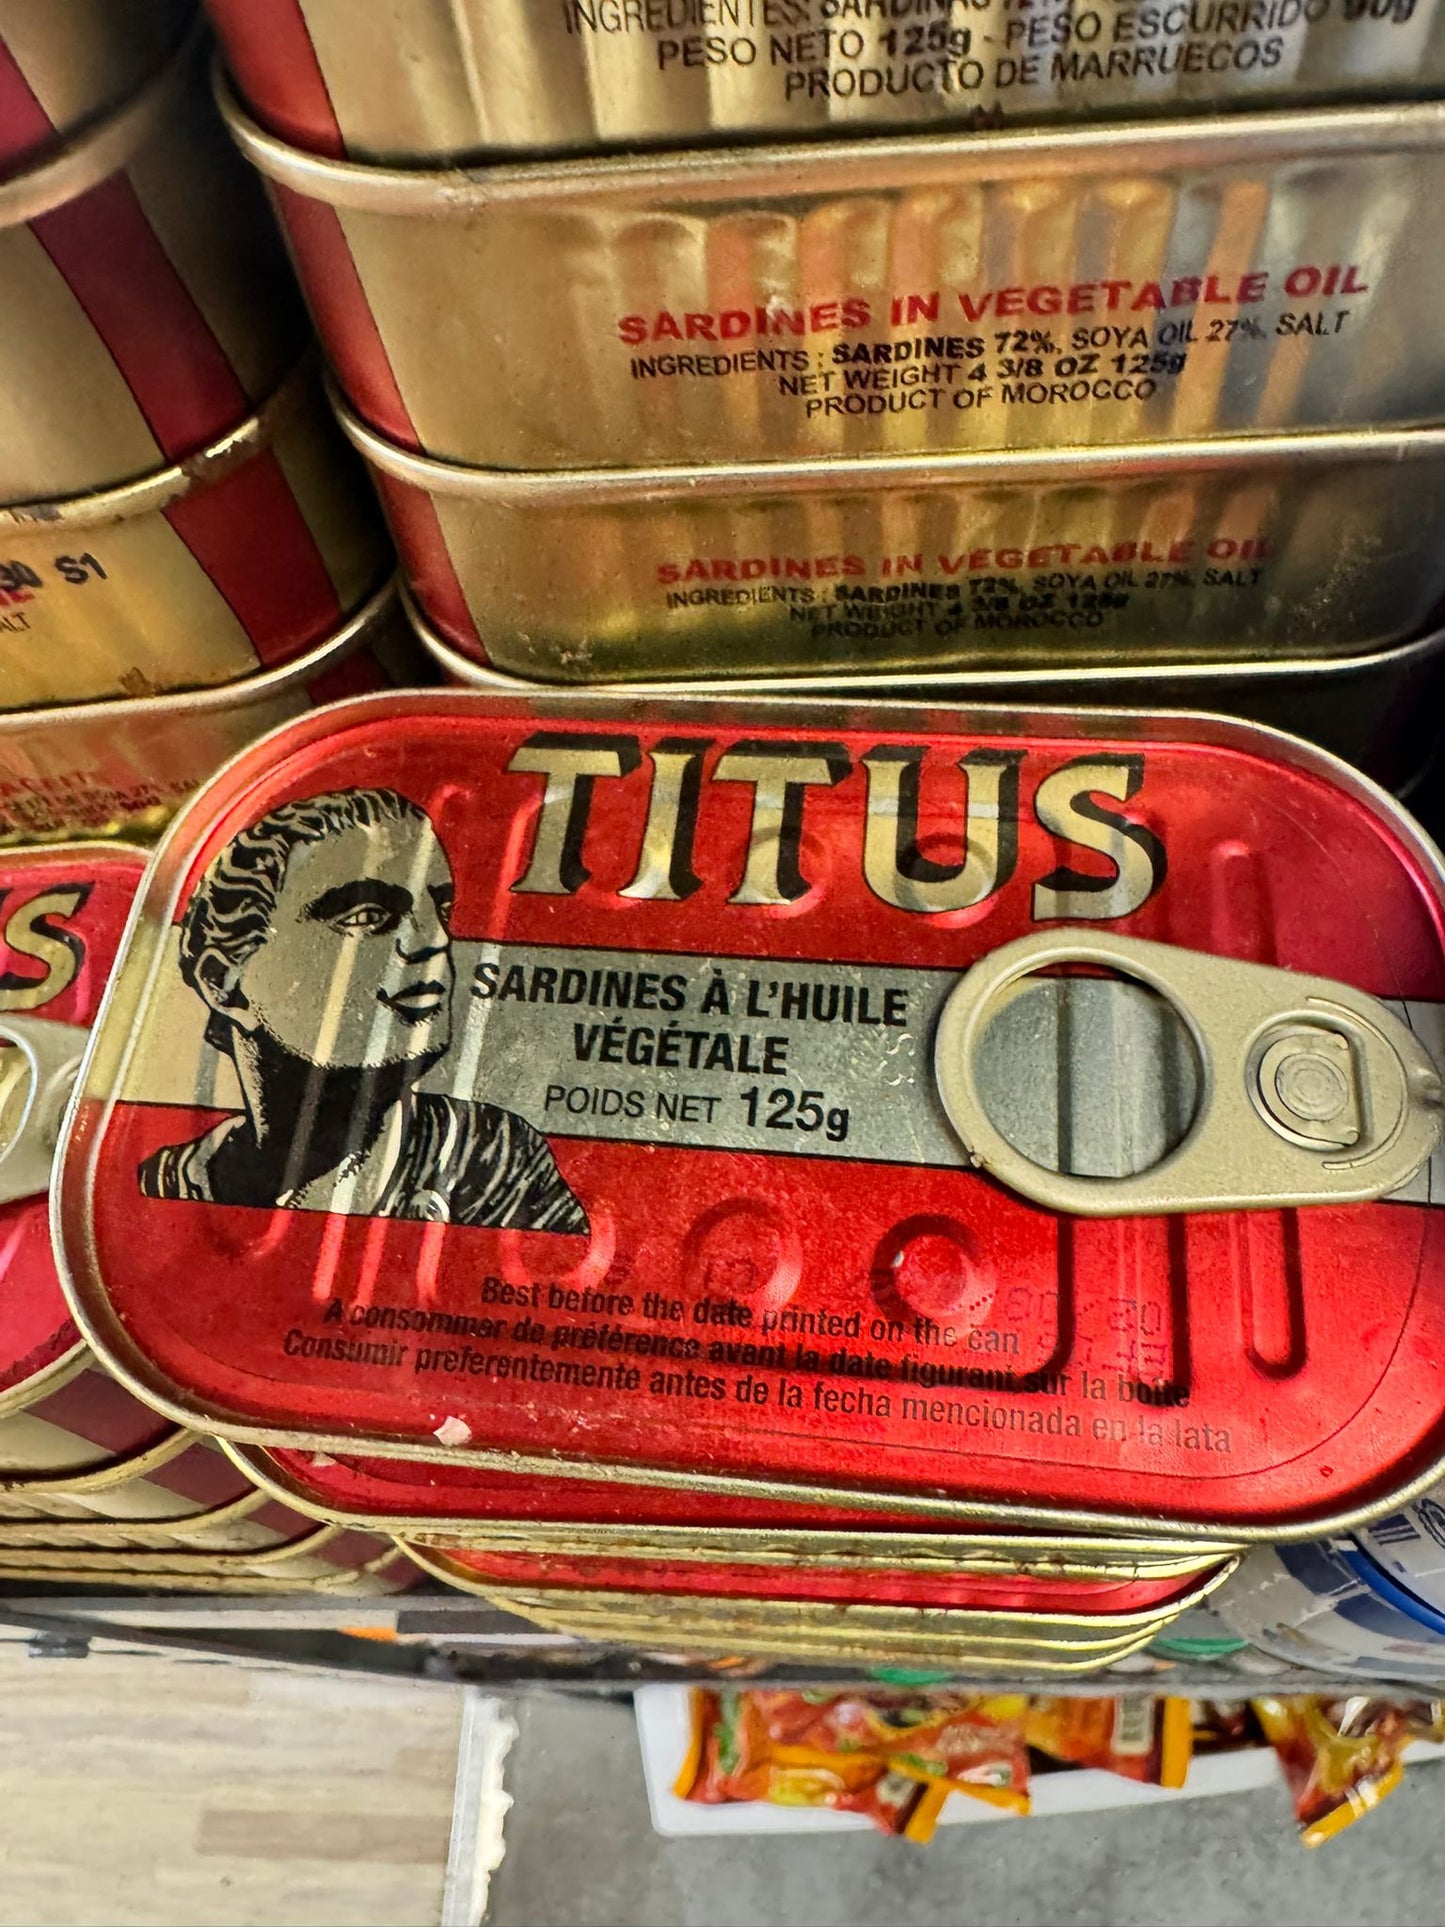 INGREDIENTES: SARDINAS
PESO NETO 125g - PESO ESCURRIDO 90g
PRODUCTO DE MARRUECOS
SARDINES IN VEGETABLE OIL
INGREDIENTS : SARDINES 72%, SOYA OIL 27%, SALT
NET WEIGHT 4 3/8 OZ 125g
PRODUCT OF MOROCCO
SARDINES IN VEGETABLE OIL
INGREDIENTS : SARDINES 72%, SOYA OIL 27%, SALT
NET WEIGHT 4 3/8 OZ 125g
PRODUCT OF MOROCCO
S1
S
TITUS
SARDINES À L'HUILE
VÉGÉTALE
POIDS NET 125g
Best before the date printed on the can
A consommer de préférence avant la date figurant sur la boîte
Consumir preferentemente antes de la fecha mencionada en la lata